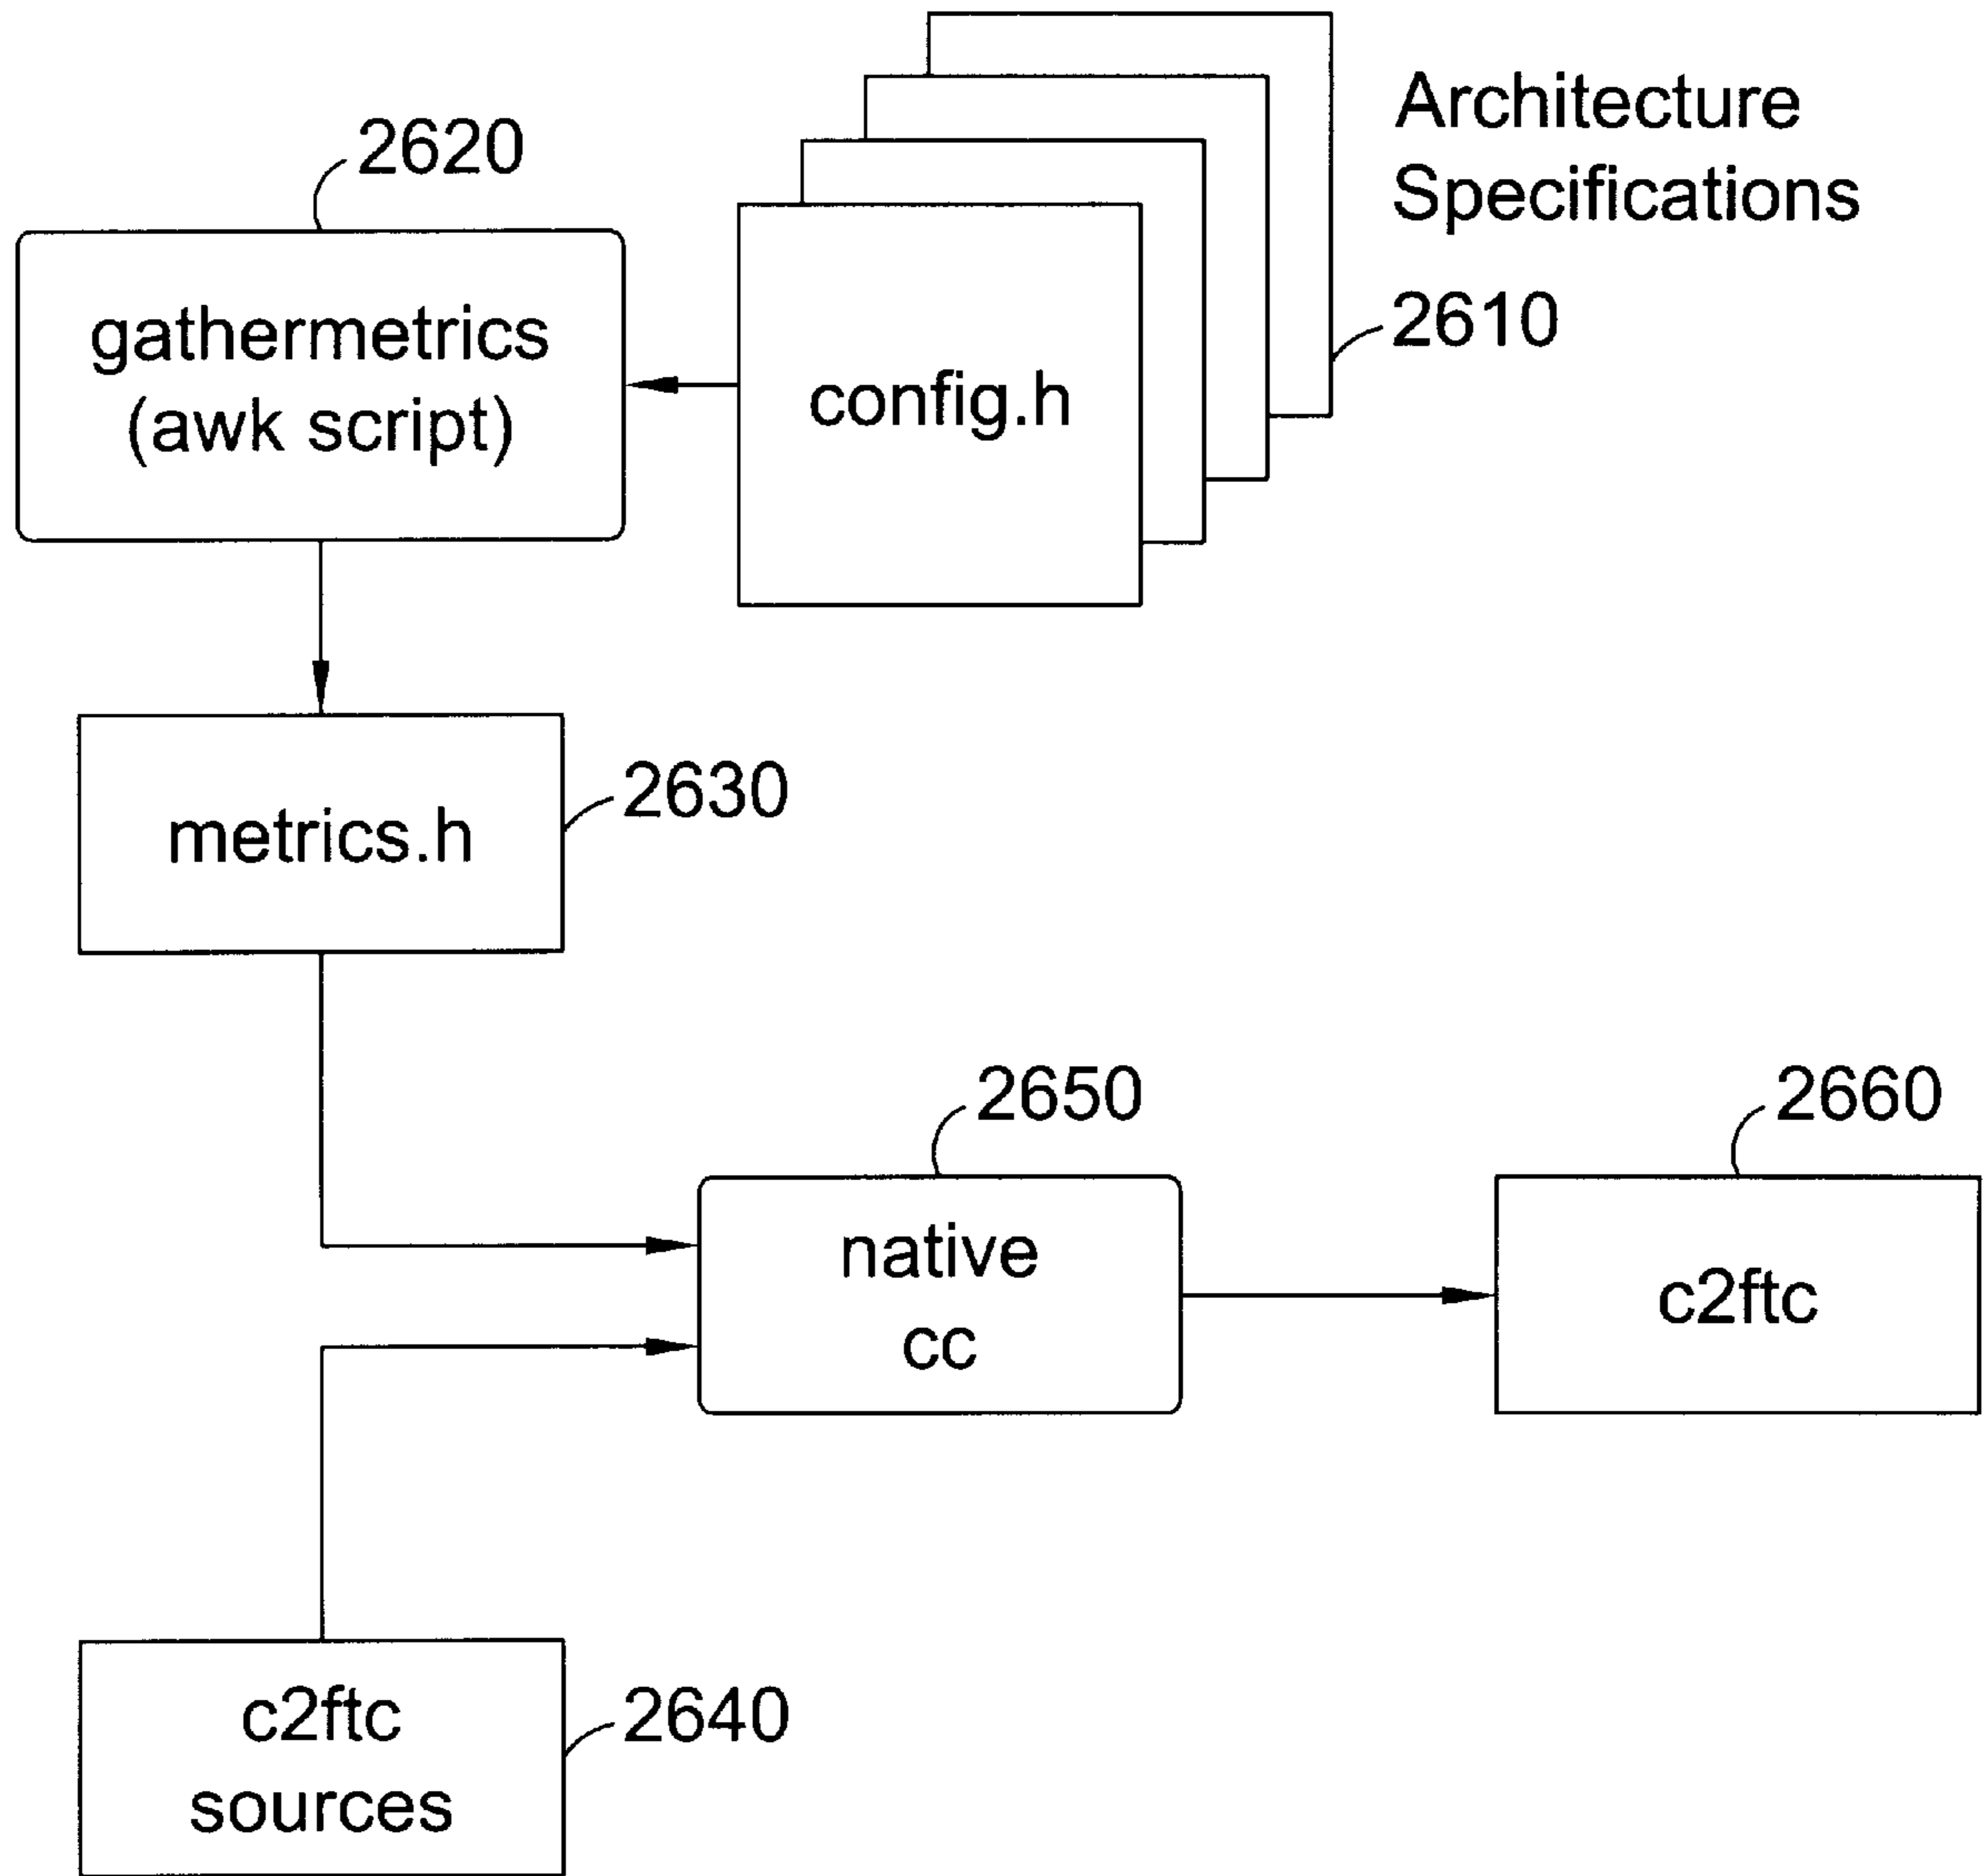 Architecture
Specifications
2610
2620
gathermetrics
(awk script)
config.h
metrics.h
2630
2650
native
cc
2660
c2ftc
c2ftc
sources
2640